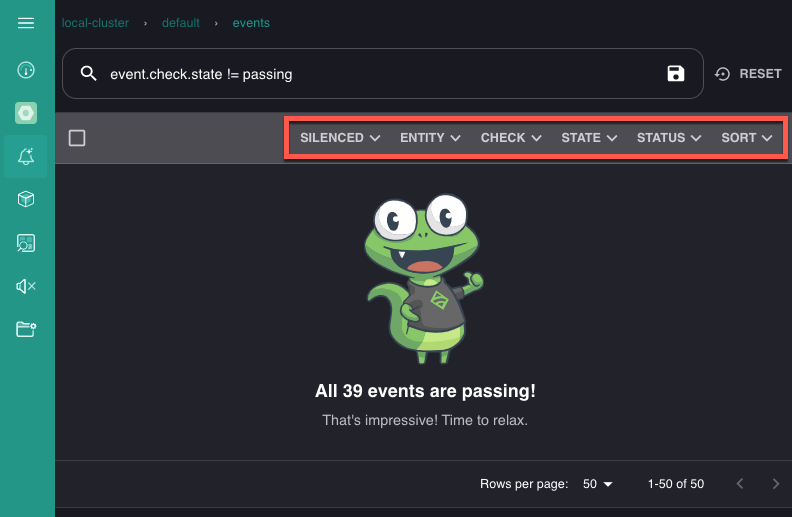 local-cluster › default › events
event.check.state != passing
RESET
SILENCED ENTITY CHECK STATE STATUS SORT
All 39 events are passing!
That's impressive! Time to relax.
Rows per page: 50 1-50 of 50